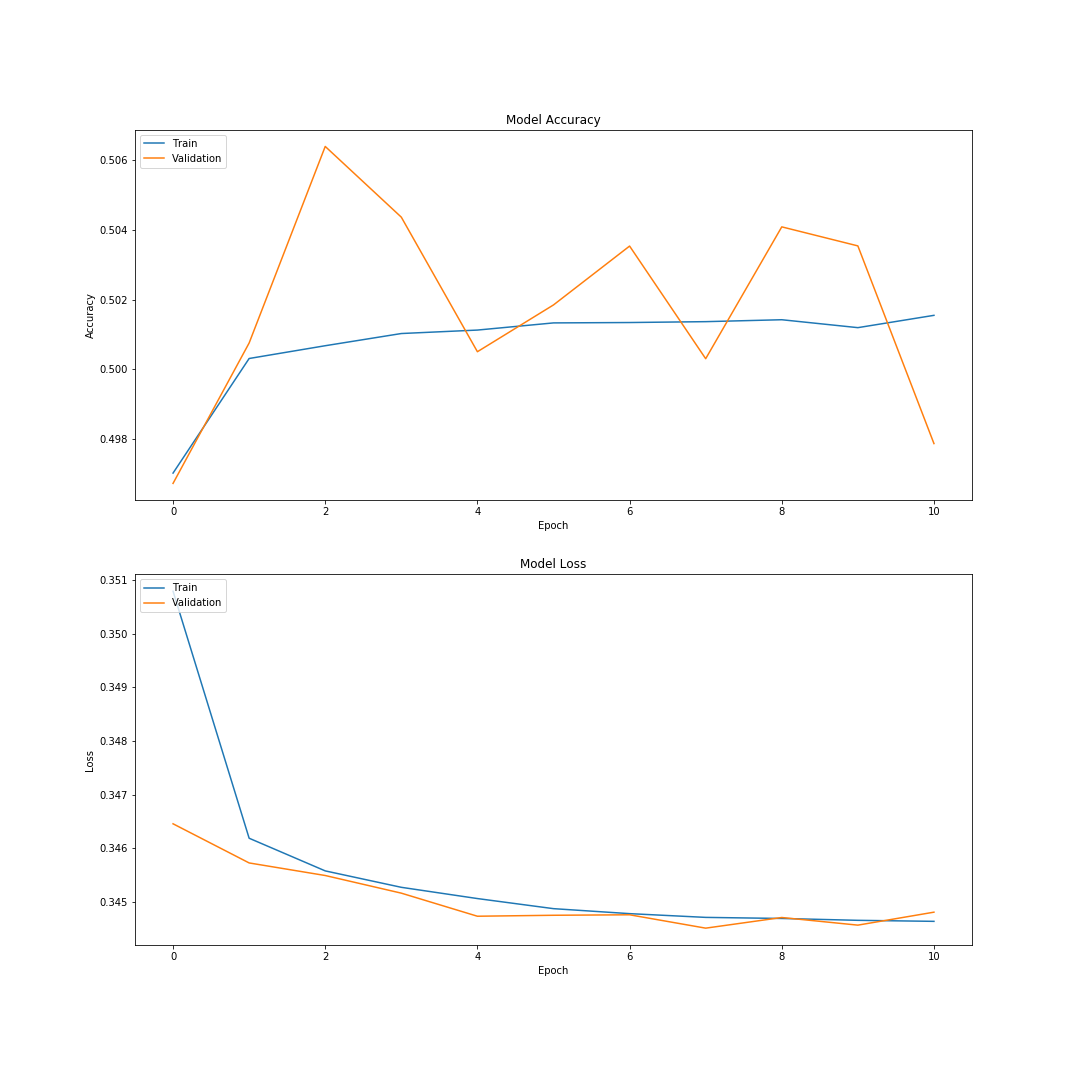 Model Accuracy
Train
Validation
0.506
0.504
0.502
0.500
0.498
Accuracy
0 2 4 6 8 10
Epoch
Model Loss
Train
Validation
0.351
0.350
0.349
0.348
0.347
0.346
0.345
Loss
0 2 4 6 8 10
Epoch